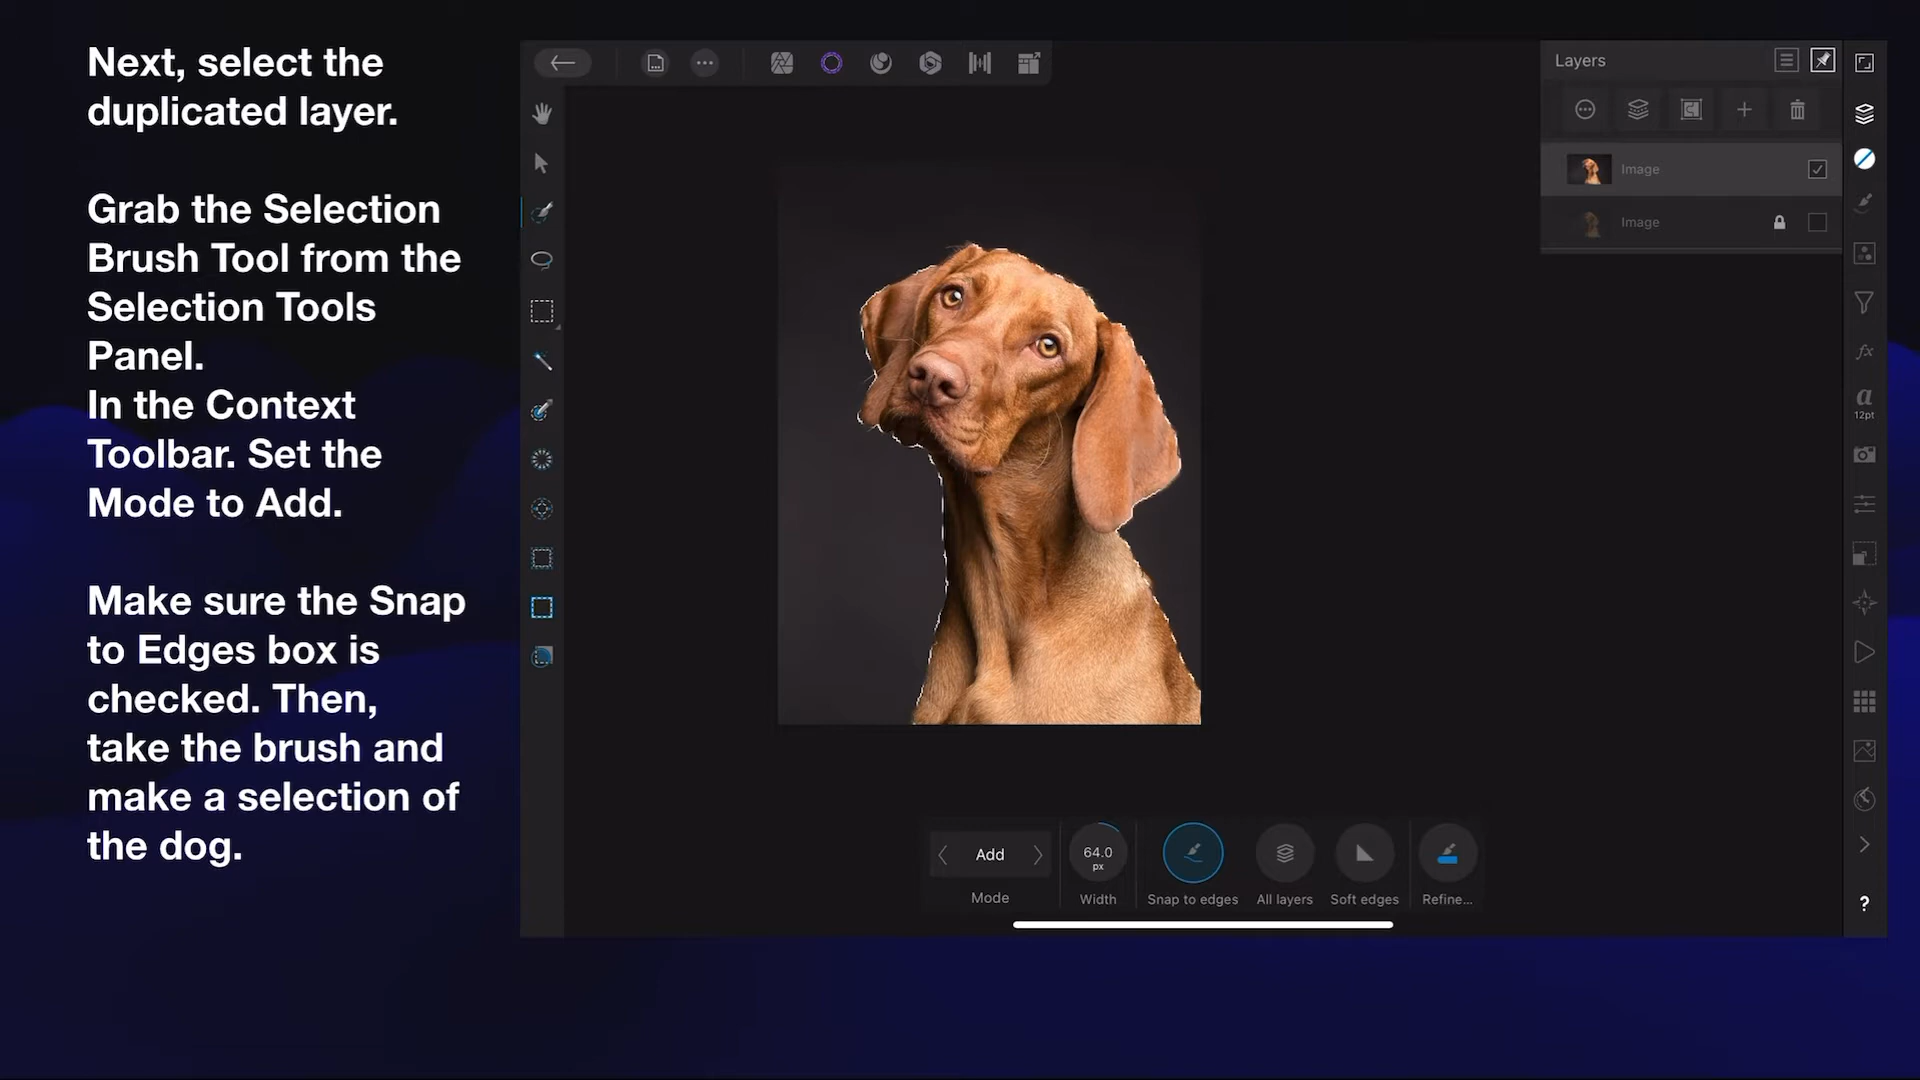 Next, select the
duplicated layer.
Grab the Selection
Brush Tool from the
Selection Tools
Panel.
In the Context
Toolbar. Set the
Mode to Add.
Make sure the Snap
to Edges box is
checked. Then,
take the brush and
make a selection of
the dog.
Layers
Image
Image
fx
a
12pt
?
Add
Mode
64.0
px
Width
Snap to edges
All layers
Soft edges
Refine...